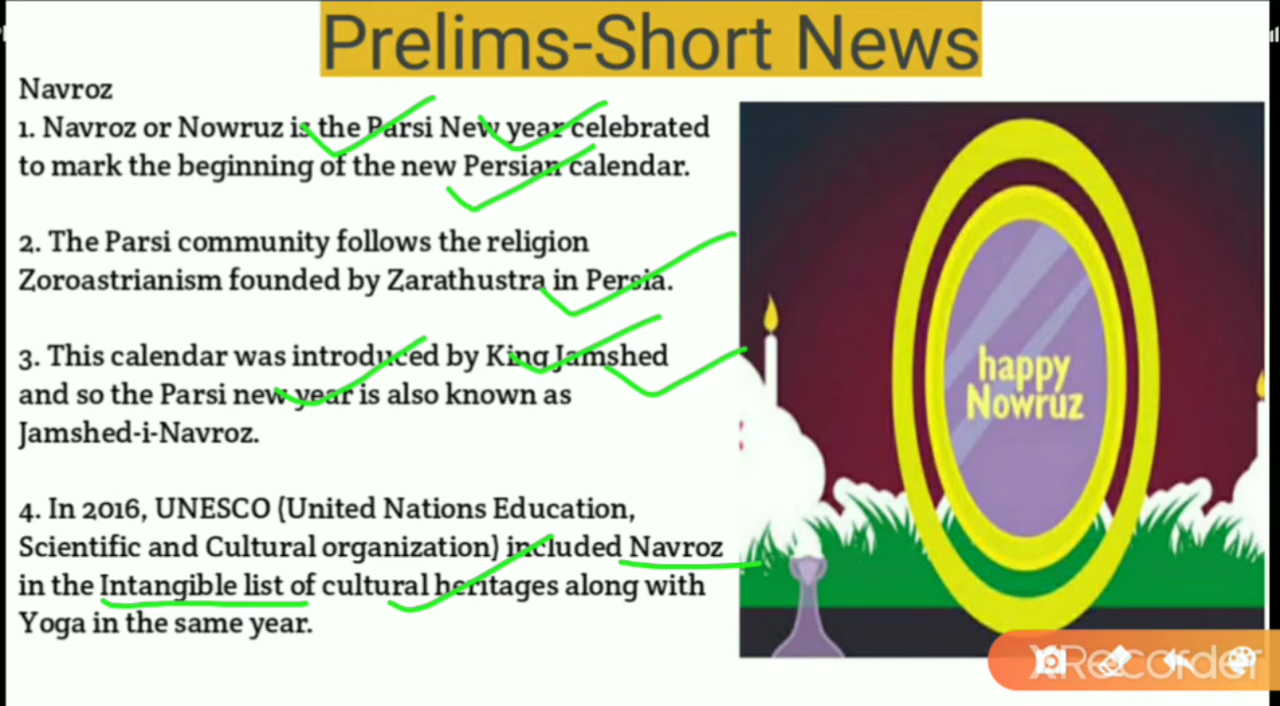 Prelims-Short News
Navroz
1. Navroz or Nowruz is the Parsi New year celebrated
to mark the beginning of the new Persian calendar.
2. The Parsi community follows the religion
Zoroastrianism founded by Zarathustra in Persia.
3. This calendar was introduced by King Jamshed
and so the Parsi new year is also known as
Jamshed-i-Navroz.
4. In 2016, UNESCO (United Nations Education,
Scientific and Cultural organization) included Navroz
in the Intangible list of cultural heritages along with
Yoga in the same year.
happy
Nowruz
XRecorder